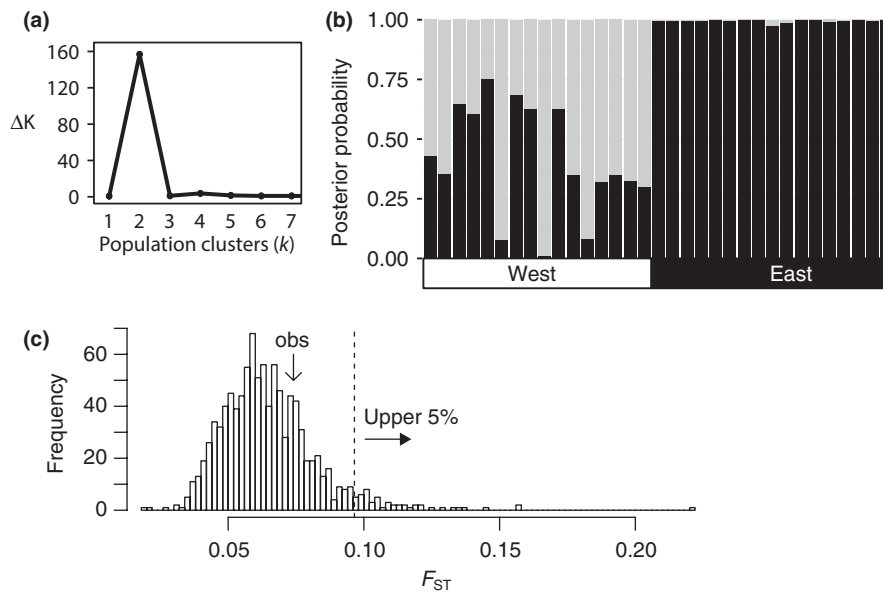 (a)
160
120
80
40
0
ΔK
1 2 3 4 5 6 7
Population clusters (k)
(b)
1.00
0.75
0.50
0.25
0.00
Posterior probability
West East
(c)
60
40
20
0
Frequency
obs
Upper 5%
0.05 0.10 0.15 0.20
FST